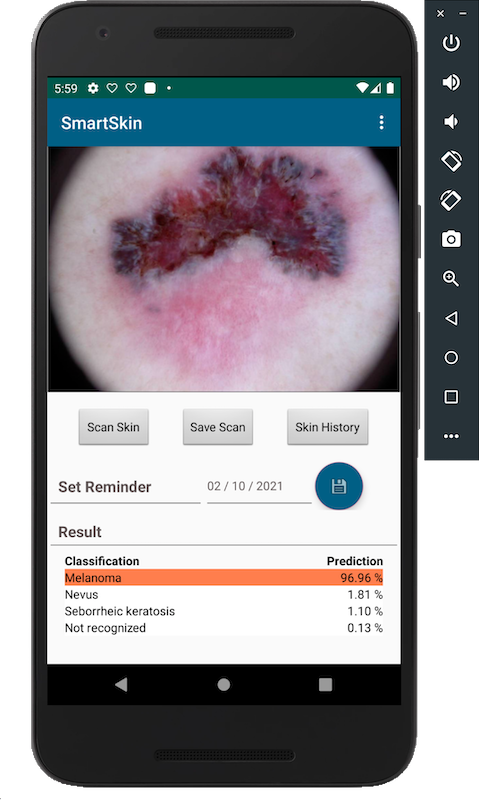 5:59
SmartSkin
Scan Skin Save Scan Skin History
Set Reminder 02 / 10 / 2021
Result
Classification Prediction
Melanoma 96.96 %
Nevus 1.81 %
Seborrheic keratosis 1.10 %
Not recognized 0.13 %